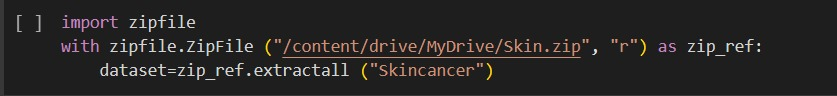 [ ] import zipfile
with zipfile.ZipFile ("/content/drive/MyDrive/Skin.zip", "r") as zip_ref:
dataset=zip_ref.extractall ("Skincancer")